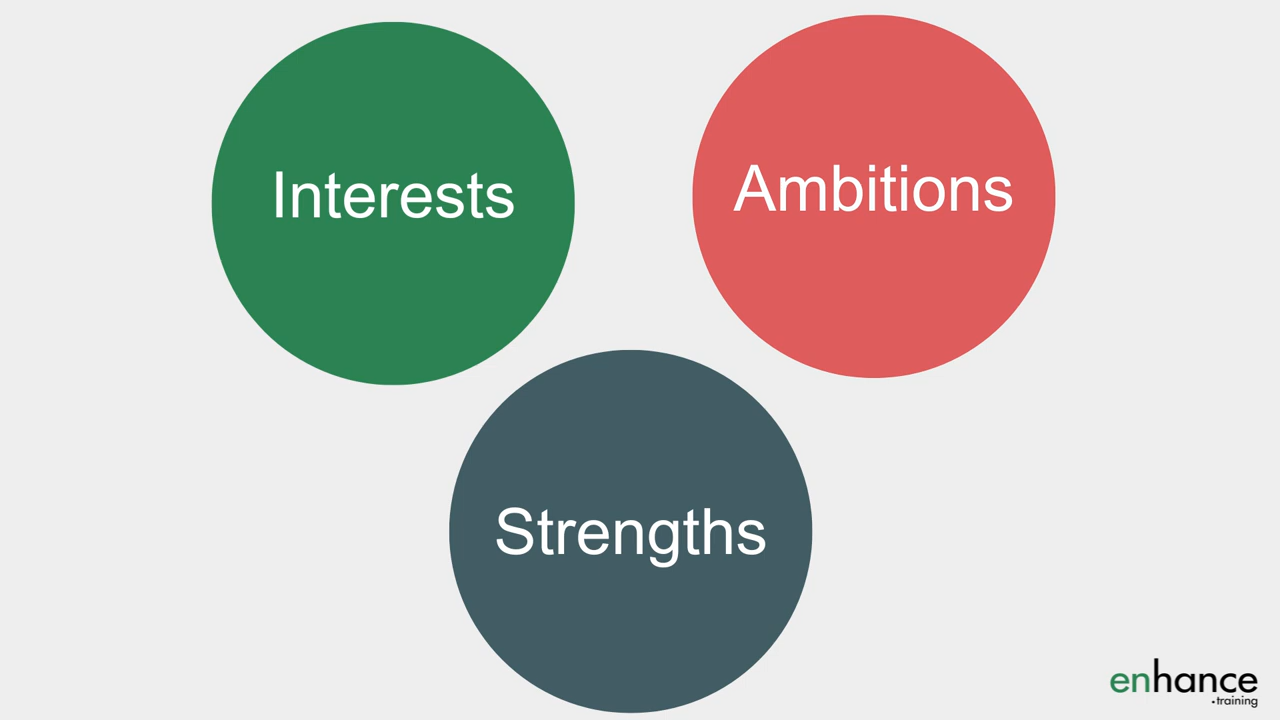 Interests
Ambitions
Strengths
enhance
•training